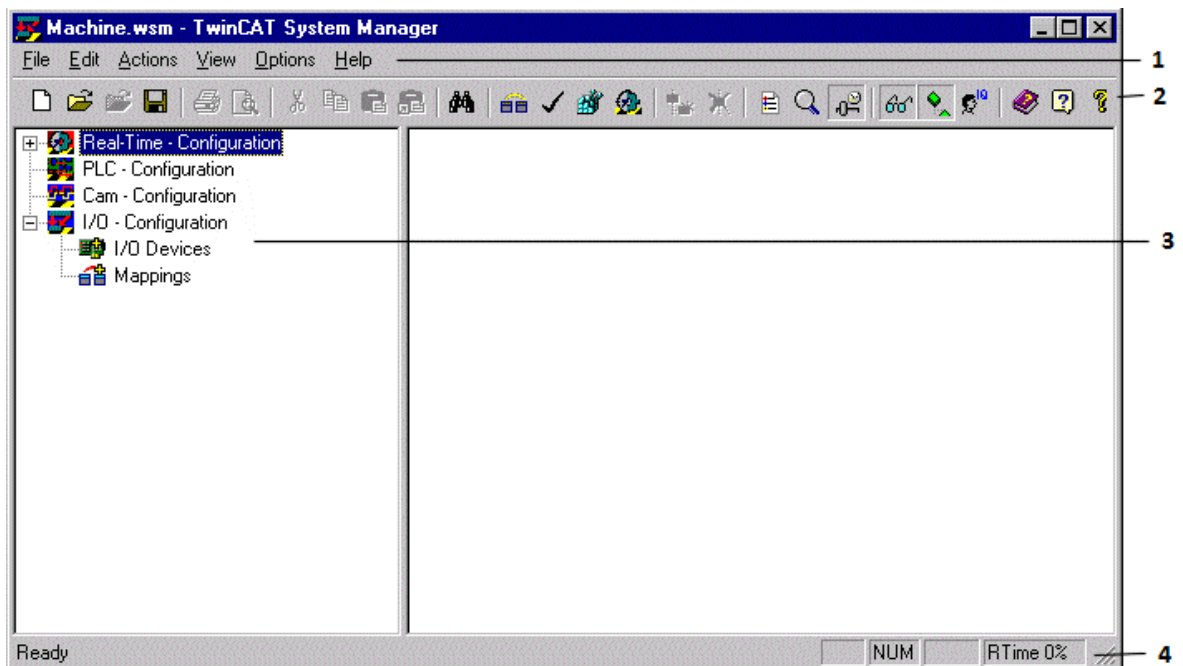 Machine.wsm - TwinCAT System Manager
File Edit Actions View Options Help
1
2
Real-Time - Configuration
PLC - Configuration
Cam - Configuration
I/O - Configuration
3
I/O Devices
Mappings
Ready NUM RTime 0%
4